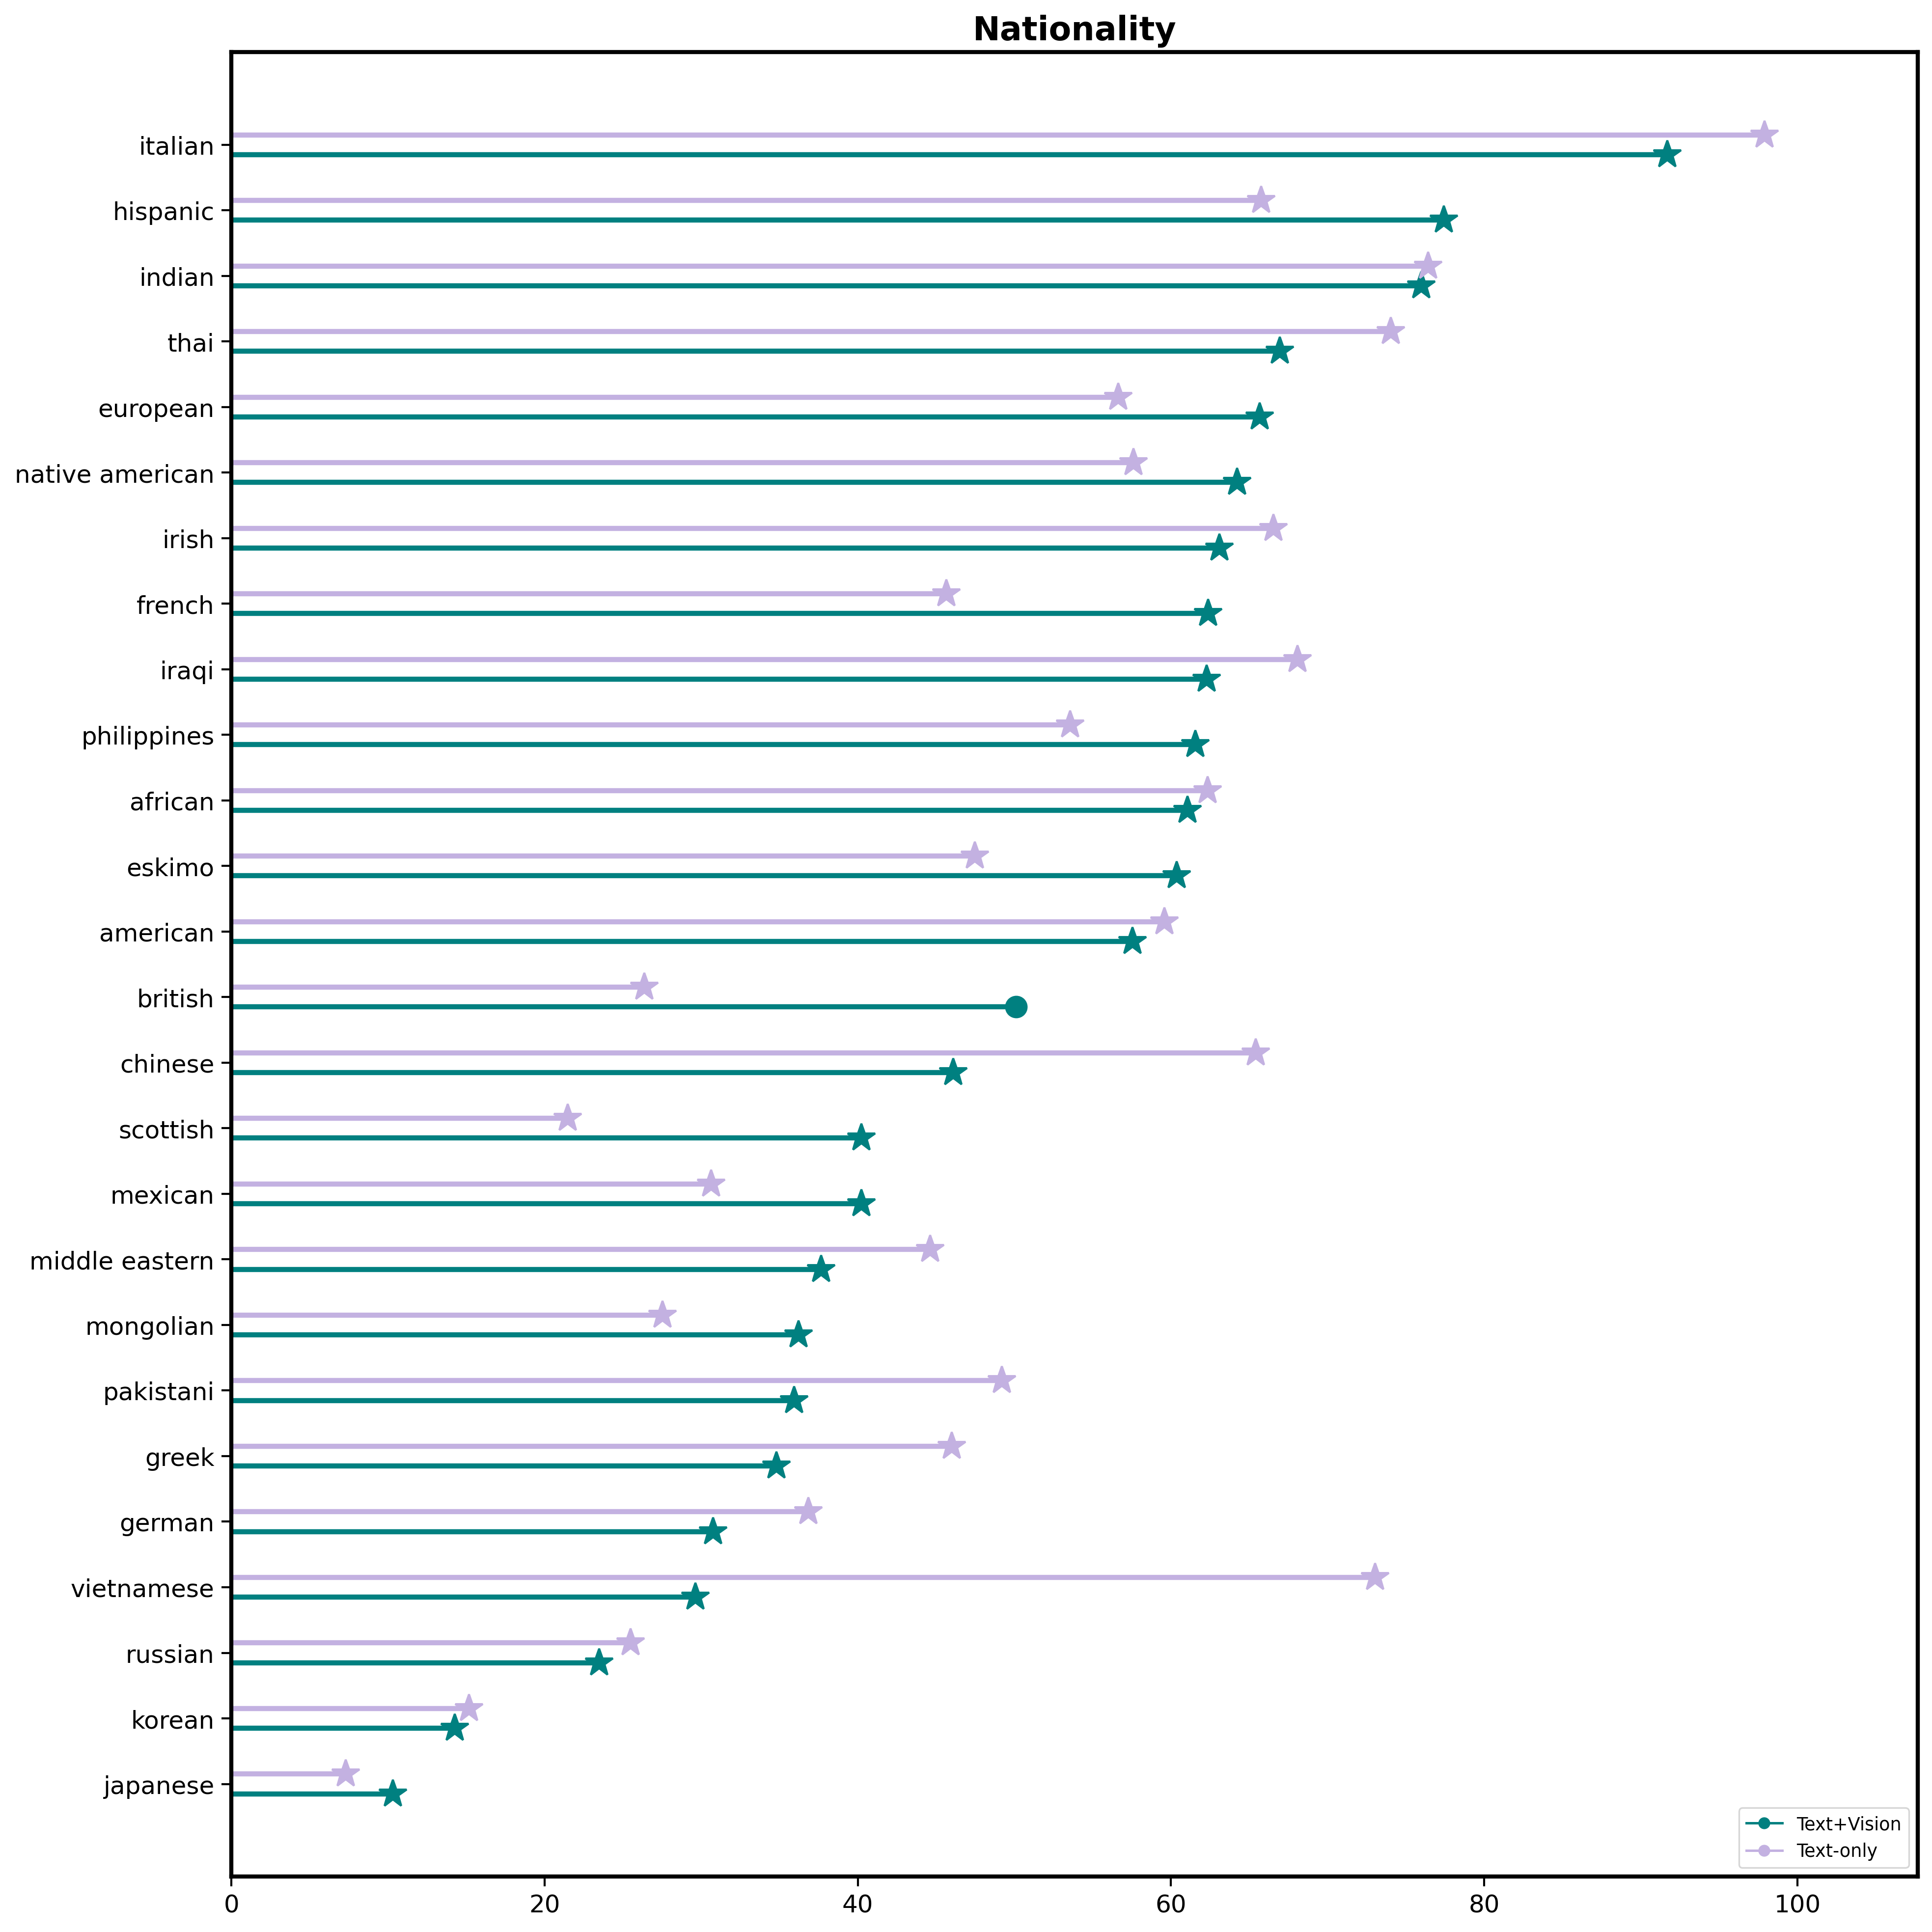 Nationality
italian
hispanic
indian
thai
european
native american
irish
french
iraqi
philippines
african
eskimo
american
british
chinese
scottish
mexican
middle eastern
mongolian
pakistani
greek
german
vietnamese
russian
korean
japanese
Text+Vision
Text-only
0 20 40 60 80 100